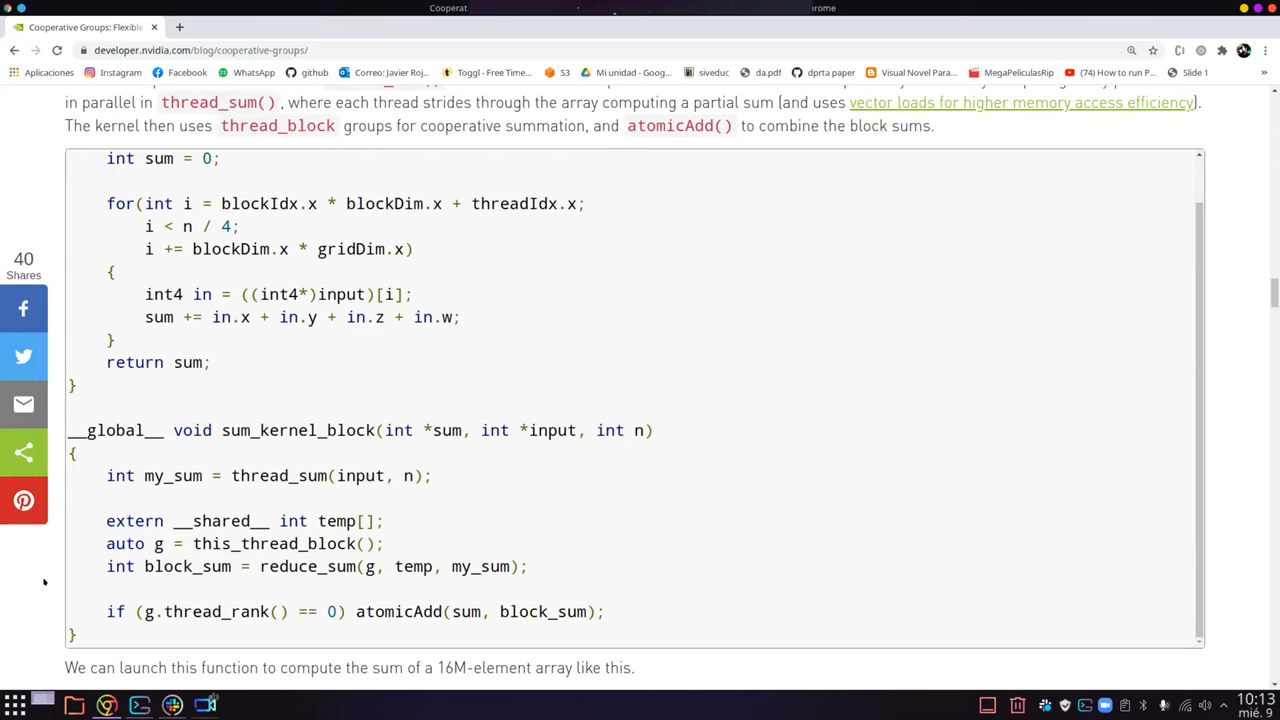 Cooperat
hrome
Cooperative Groups: Flexible
developer.nvidia.com/blog/cooperative-groups/
Aplicaciones Instagram Facebook WhatsApp github Correo: Javier Roj... Toggl - Free Time... S3 Mi unidad - Goog... siveduc da.pdf dprta paper Visual Novel Para... MegaPeliculasRip (74) How to run P... Slide 1 »
in parallel in thread_sum(), where each thread strides through the array computing a partial sum (and uses vector loads for higher memory access efficiency).
The kernel then uses thread_block groups for cooperative summation, and atomicAdd() to combine the block sums.
int sum = 0;
for(int i = blockIdx.x * blockDim.x + threadIdx.x;
i < n / 4;
i += blockDim.x * gridDim.x)
{
int4 in = ((int4*)input)[i];
sum += in.x + in.y + in.z + in.w;
}
return sum;
}
__global__ void sum_kernel_block(int *sum, int *input, int n)
{
int my_sum = thread_sum(input, n);
extern __shared__ int temp[];
auto g = this_thread_block();
int block_sum = reduce_sum(g, temp, my_sum);
if (g.thread_rank() == 0) atomicAdd(sum, block_sum);
}
We can launch this function to compute the sum of a 16M-element array like this.
40
Shares
10:13
mié. 9